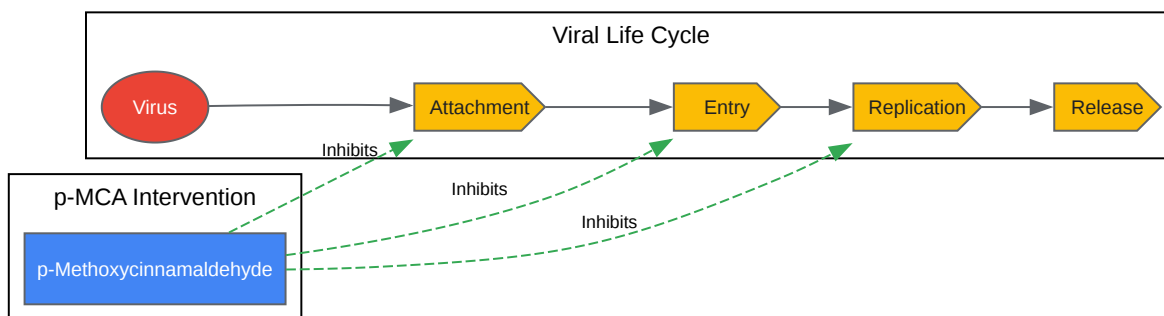 Viral Life Cycle
Virus
Attachment
Entry
Replication
Release
Inhibits
Inhibits
Inhibits
p-MCA Intervention
p-Methoxycinnamaldehyde